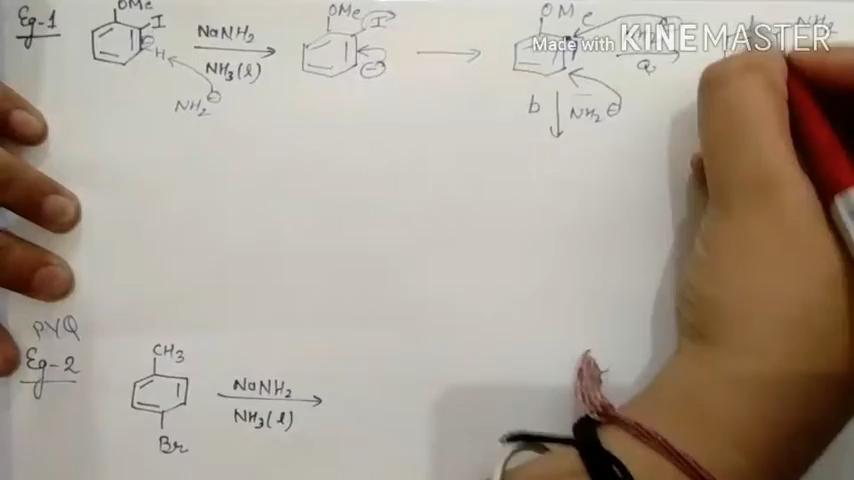 Eg-1
OMe
I
H
NaNH₂
NH₃(l)
NH₂⊖
OMe
I
⊖
OMe
a
b
NH₂⊖
NH₂
Made with KINEMASTER
PYQ
Eg-2
CH₃
Br
NaNH₂
NH₃(l)